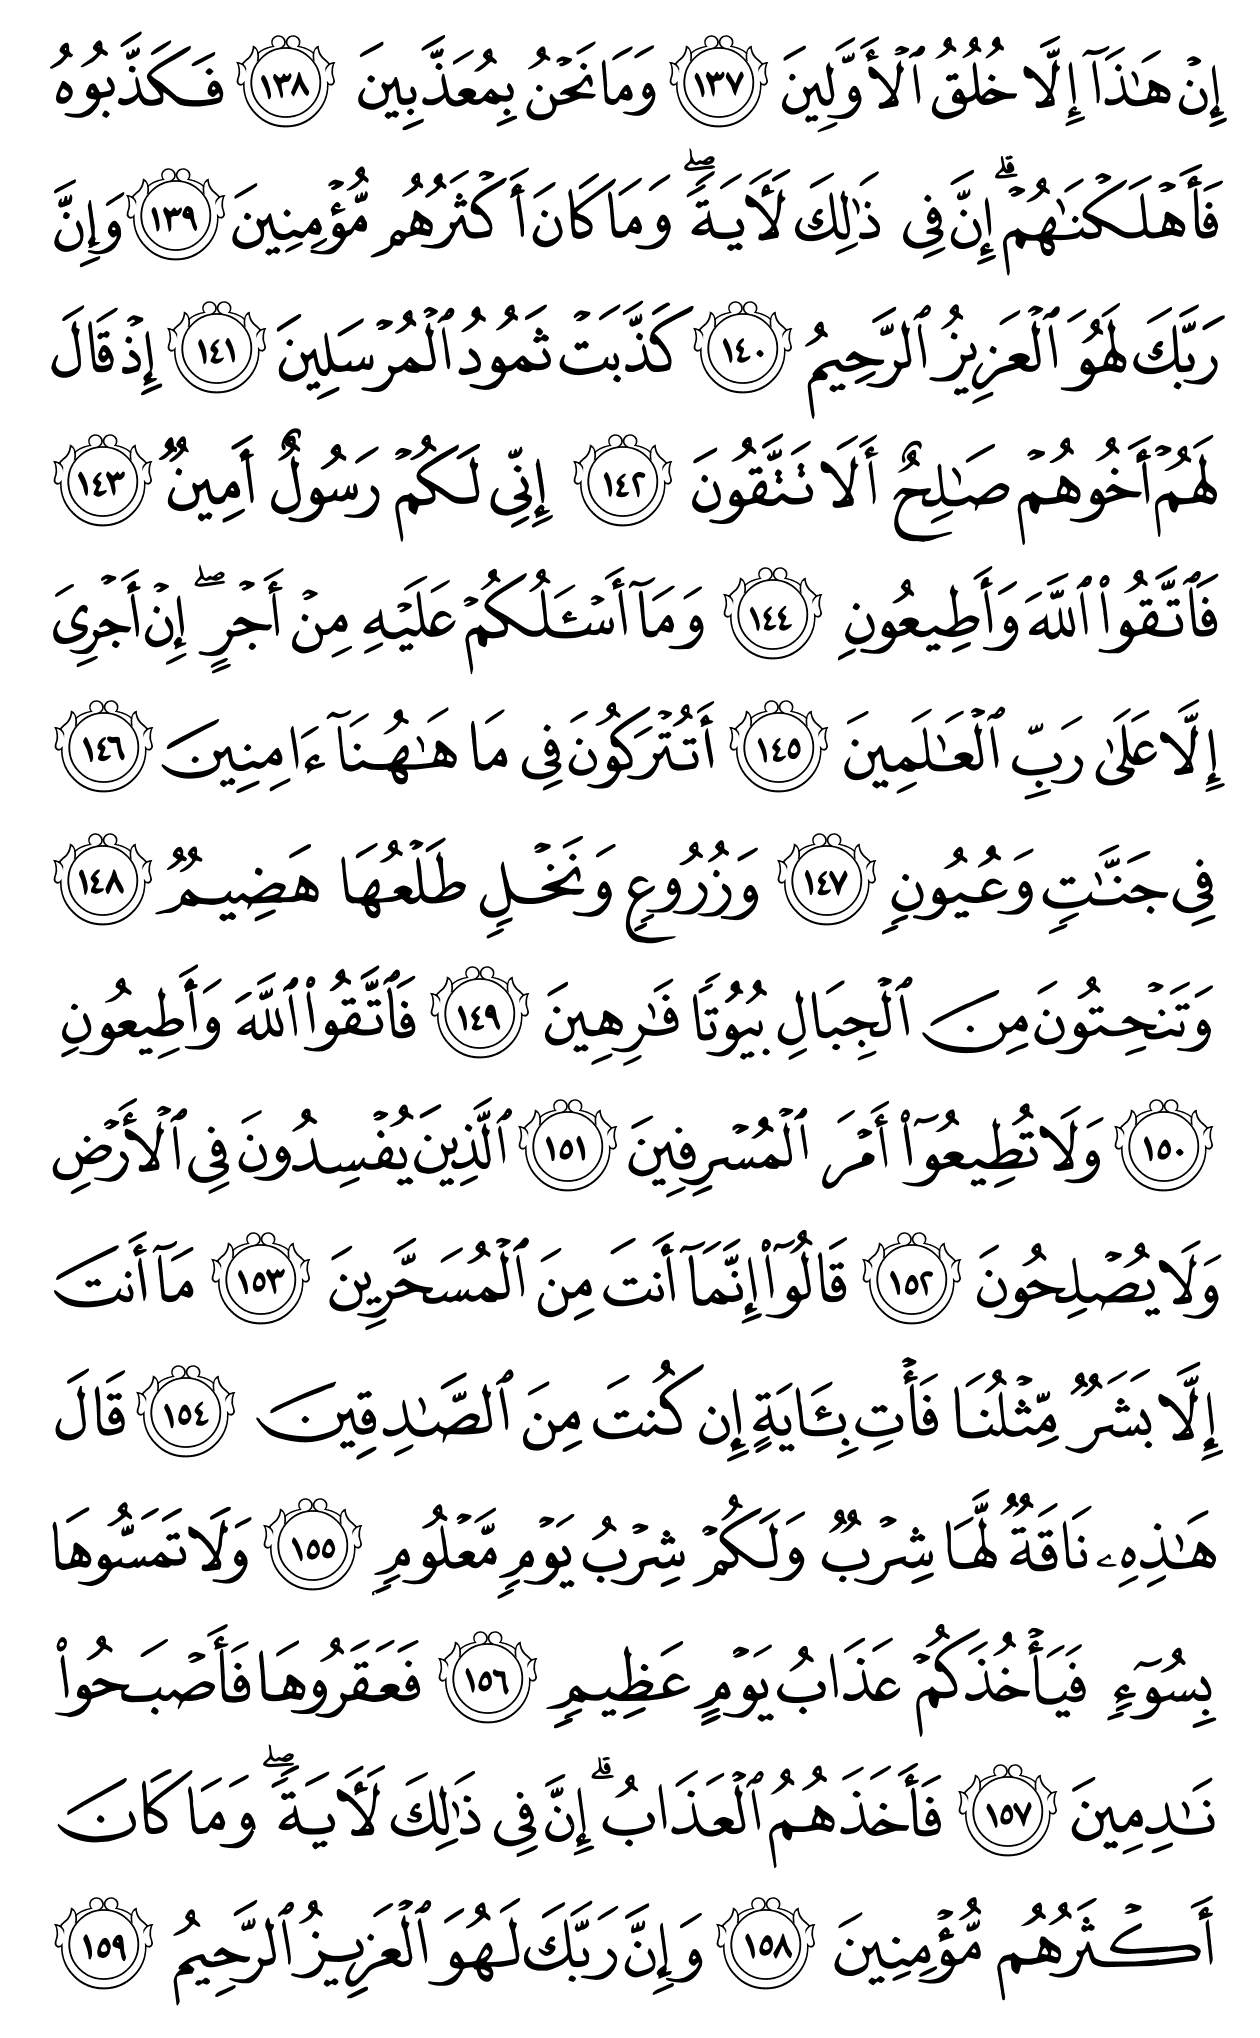 إِنۡ هَٰذَآ إِلَّا خُلُقُ ٱلۡأَوَّلِينَ ١٣٧ وَمَا نَحۡنُ بِمُعَذَّبِينَ ١٣٨ فَكَذَّبُوهُ
فَأَهۡلَكۡنَٰهُمۡۚ إِنَّ فِي ذَٰلِكَ لَأٓيَةٗۖ وَمَا كَانَ أَكۡثَرُهُم مُّؤۡمِنِينَ ١٣٩ وَإِنَّ
رَبَّكَ لَهُوَ ٱلۡعَزِيزُ ٱلرَّحِيمُ ١٤٠ كَذَّبَتۡ ثَمُودُ ٱلۡمُرۡسَلِينَ ١٤١ إِذۡ قَالَ
لَهُمۡ أَخُوهُمۡ صَٰلِحٌ أَلَا تَتَّقُونَ ١٤٢ إِنِّي لَكُمۡ رَسُولٌ أَمِينٞ ١٤٣
فَٱتَّقُواْ ٱللَّهَ وَأَطِيعُونِ ١٤٤ وَمَآ أَسۡـَٔلُكُمۡ عَلَيۡهِ مِنۡ أَجۡرٍۖ إِنۡ أَجۡرِيَ
إِلَّا عَلَىٰ رَبِّ ٱلۡعَٰلَمِينَ ١٤٥ أَتُتۡرَكُونَ فِي مَا هَٰهُنَآ ءَامِنِينَ ١٤٦
فِي جَنَّٰتٖ وَعُيُونٖ ١٤٧ وَزُرُوعٖ وَنَخۡلٖ طَلۡعُهَا هَضِيمٞ ١٤٨
وَتَنۡحِتُونَ مِنَ ٱلۡجِبَالِ بُيُوتٗا فَٰرِهِينَ ١٤٩ فَٱتَّقُواْ ٱللَّهَ وَأَطِيعُونِ
١٥٠ وَلَا تُطِيعُوٓاْ أَمۡرَ ٱلۡمُسۡرِفِينَ ١٥١ ٱلَّذِينَ يُفۡسِدُونَ فِي ٱلۡأَرۡضِ
وَلَا يُصۡلِحُونَ ١٥٢ قَالُوٓاْ إِنَّمَآ أَنتَ مِنَ ٱلۡمُسَحَّرِينَ ١٥٣ مَآ أَنتَ
إِلَّا بَشَرٞ مِّثۡلُنَا فَأۡتِ بِـَٔايَةٍ إِن كُنتَ مِنَ ٱلصَّٰدِقِينَ ١٥٤ قَالَ
هَٰذِهِۦ نَاقَةٞ لَّهَا شِرۡبٞ وَلَكُمۡ شِرۡبُ يَوۡمٖ مَّعۡلُومٖ ١٥٥ وَلَا تَمَسُّوهَا
بِسُوٓءٖ فَيَأۡخُذَكُمۡ عَذَابُ يَوۡمٍ عَظِيمٖ ١٥٦ فَعَقَرُوهَا فَأَصۡبَحُواْ
نَٰدِمِينَ ١٥٧ فَأَخَذَهُمُ ٱلۡعَذَابُۚ إِنَّ فِي ذَٰلِكَ لَأٓيَةٗۖ وَمَا كَانَ
أَكۡثَرُهُم مُّؤۡمِنِينَ ١٥٨ وَإِنَّ رَبَّكَ لَهُوَ ٱلۡعَزِيزُ ٱلرَّحِيمُ ١٥٩